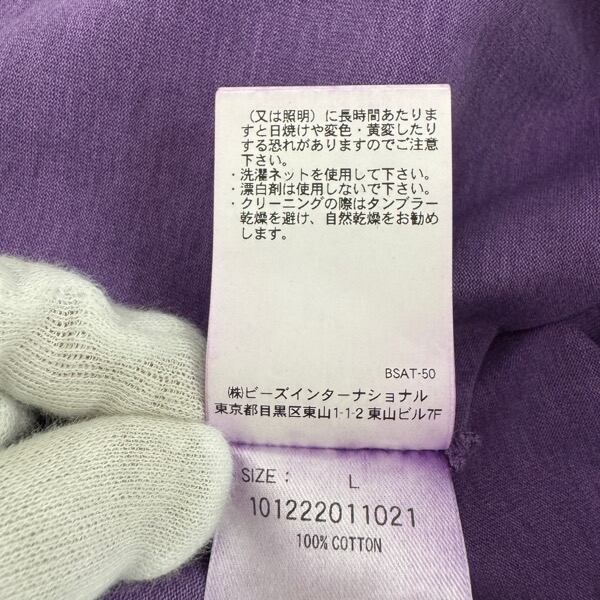 （又は照明）に長時間あたりま
すと日焼けや変色・黄変したり
する恐れがありますのでご注意
下さい。
・洗濯ネットを使用して下さい。
・漂白剤は使用しないで下さい。
・クリーニングの際はタンブラー
乾燥を避け、自然乾燥をお勧め
します。
BSAT-50
㈱ビーズインターナショナル
東京都目黒区東山1-1-2 東山ビル7F
SIZE : L
101222011021
100% COTTON